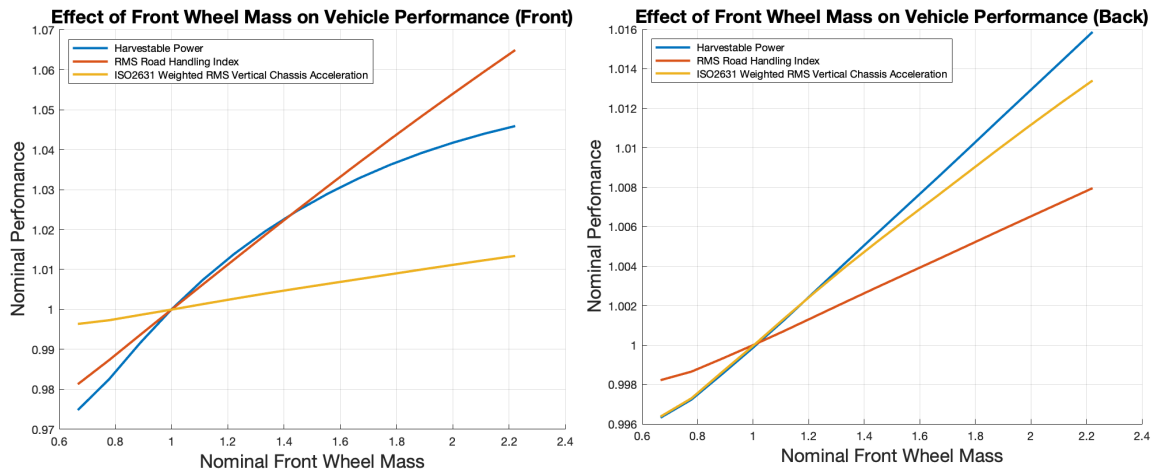 Effect of Front Wheel Mass on Vehicle Performance (Front)
Harvestable Power
RMS Road Handling Index
ISO2631 Weighted RMS Vertical Chassis Acceleration
Nominal Perfomance
1.07
1.06
1.05
1.04
1.03
1.02
1.01
1
0.99
0.98
0.97
0.6 0.8 1 1.2 1.4 1.6 1.8 2 2.2 2.4
Nominal Front Wheel Mass
Effect of Front Wheel Mass on Vehicle Performance (Back)
Harvestable Power
RMS Road Handling Index
ISO2631 Weighted RMS Vertical Chassis Acceleration
Nominal Perfomance
1.016
1.014
1.012
1.01
1.008
1.006
1.004
1.002
1
0.998
0.996
0.6 0.8 1 1.2 1.4 1.6 1.8 2 2.2 2.4
Nominal Front Wheel Mass